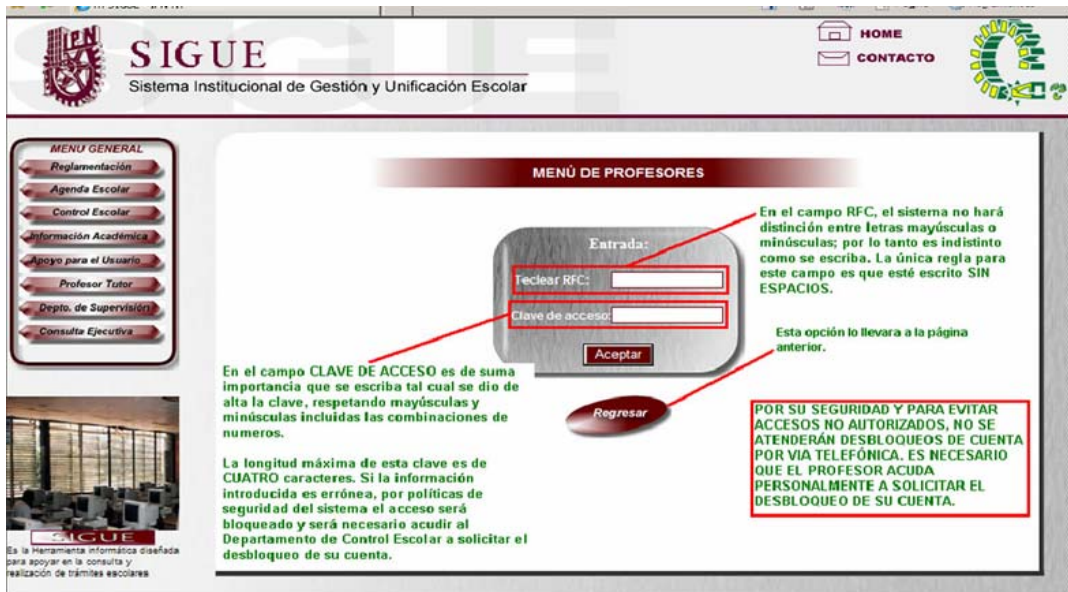 IPN
SIGUE
Sistema Institucional de Gestión y Unificación Escolar
HOME
CONTACTO
MENU GENERAL
Reglamentación
Agenda Escolar
Control Escolar
Información Académica
Apoyo para el Usuario
Profesor Tutor
Depto. de Supervisión
Consulta Ejecutiva
SIGUE
Es la Herramienta informática diseñada
para apoyar en la consulta y
realización de trámites escolares
MENÚ DE PROFESORES
Entrada:
Teclear RFC:
Clave de acceso:
Aceptar
Regresar
En el campo RFC, el sistema no hará
distinción entre letras mayúsculas o
minúsculas; por lo tanto es indistinto
como se escriba. La única regla para
este campo es que esté escrito SIN
ESPACIOS.
Esta opción lo llevara a la página
anterior.
En el campo CLAVE DE ACCESO es de suma
importancia que se escriba tal cual se dio de
alta la clave, respetando mayúsculas y
minúsculas incluidas las combinaciones de
numeros.
La longitud máxima de esta clave es de
CUATRO caracteres. Si la información
introducida es errónea, por políticas de
seguridad del sistema el acceso será
bloqueado y será necesario acudir al
Departamento de Control Escolar a solicitar el
desbloqueo de su cuenta.
POR SU SEGURIDAD Y PARA EVITAR
ACCESOS NO AUTORIZADOS, NO SE
ATENDERÁN DESBLOQUEOS DE CUENTA
POR VIA TELEFÓNICA. ES NECESARIO
QUE EL PROFESOR ACUDA
PERSONALMENTE A SOLICITAR EL
DESBLOQUEO DE SU CUENTA.